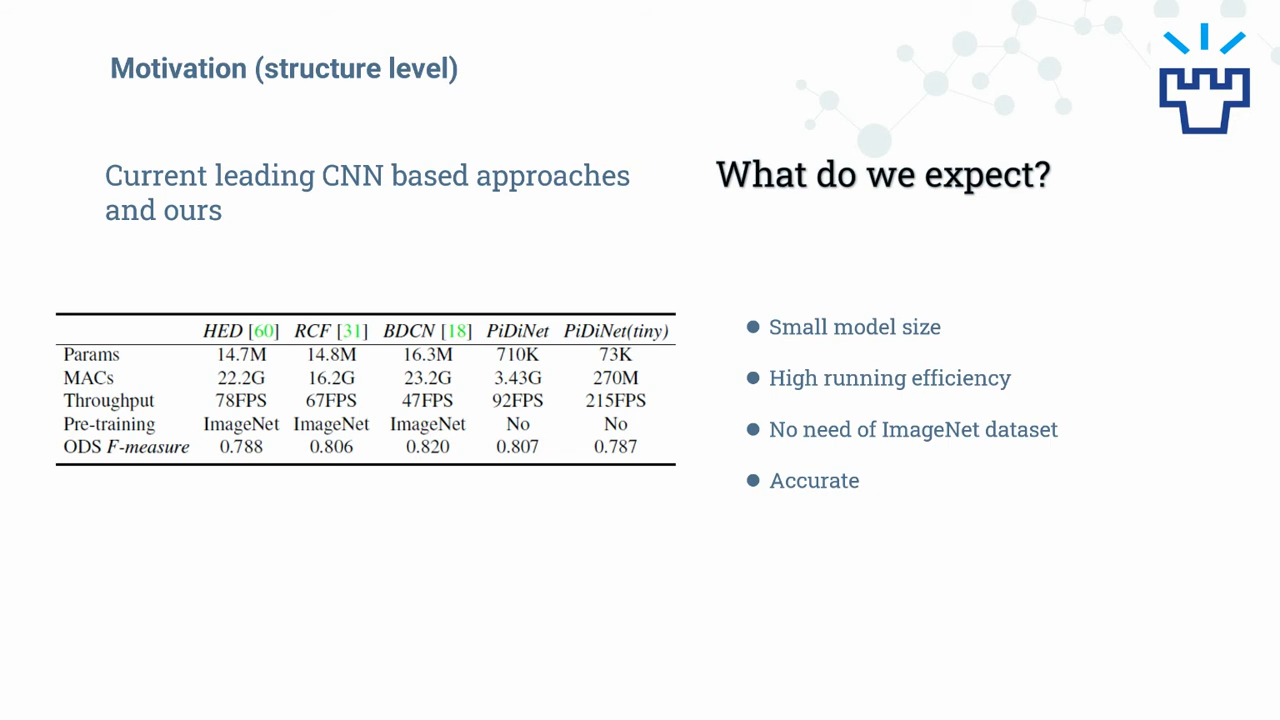 Motivation (structure level)
Current leading CNN based approaches
and ours
HED [60] RCF [31] BDCN [18] PiDiNet PiDiNet(tiny)
Params 14.7M 14.8M 16.3M 710K 73K
MACs 22.2G 16.2G 23.2G 3.43G 270M
Throughput 78FPS 67FPS 47FPS 92FPS 215FPS
Pre-training ImageNet ImageNet ImageNet No No
ODS F-measure 0.788 0.806 0.820 0.807 0.787
What do we expect?
● Small model size
● High running efficiency
● No need of ImageNet dataset
● Accurate